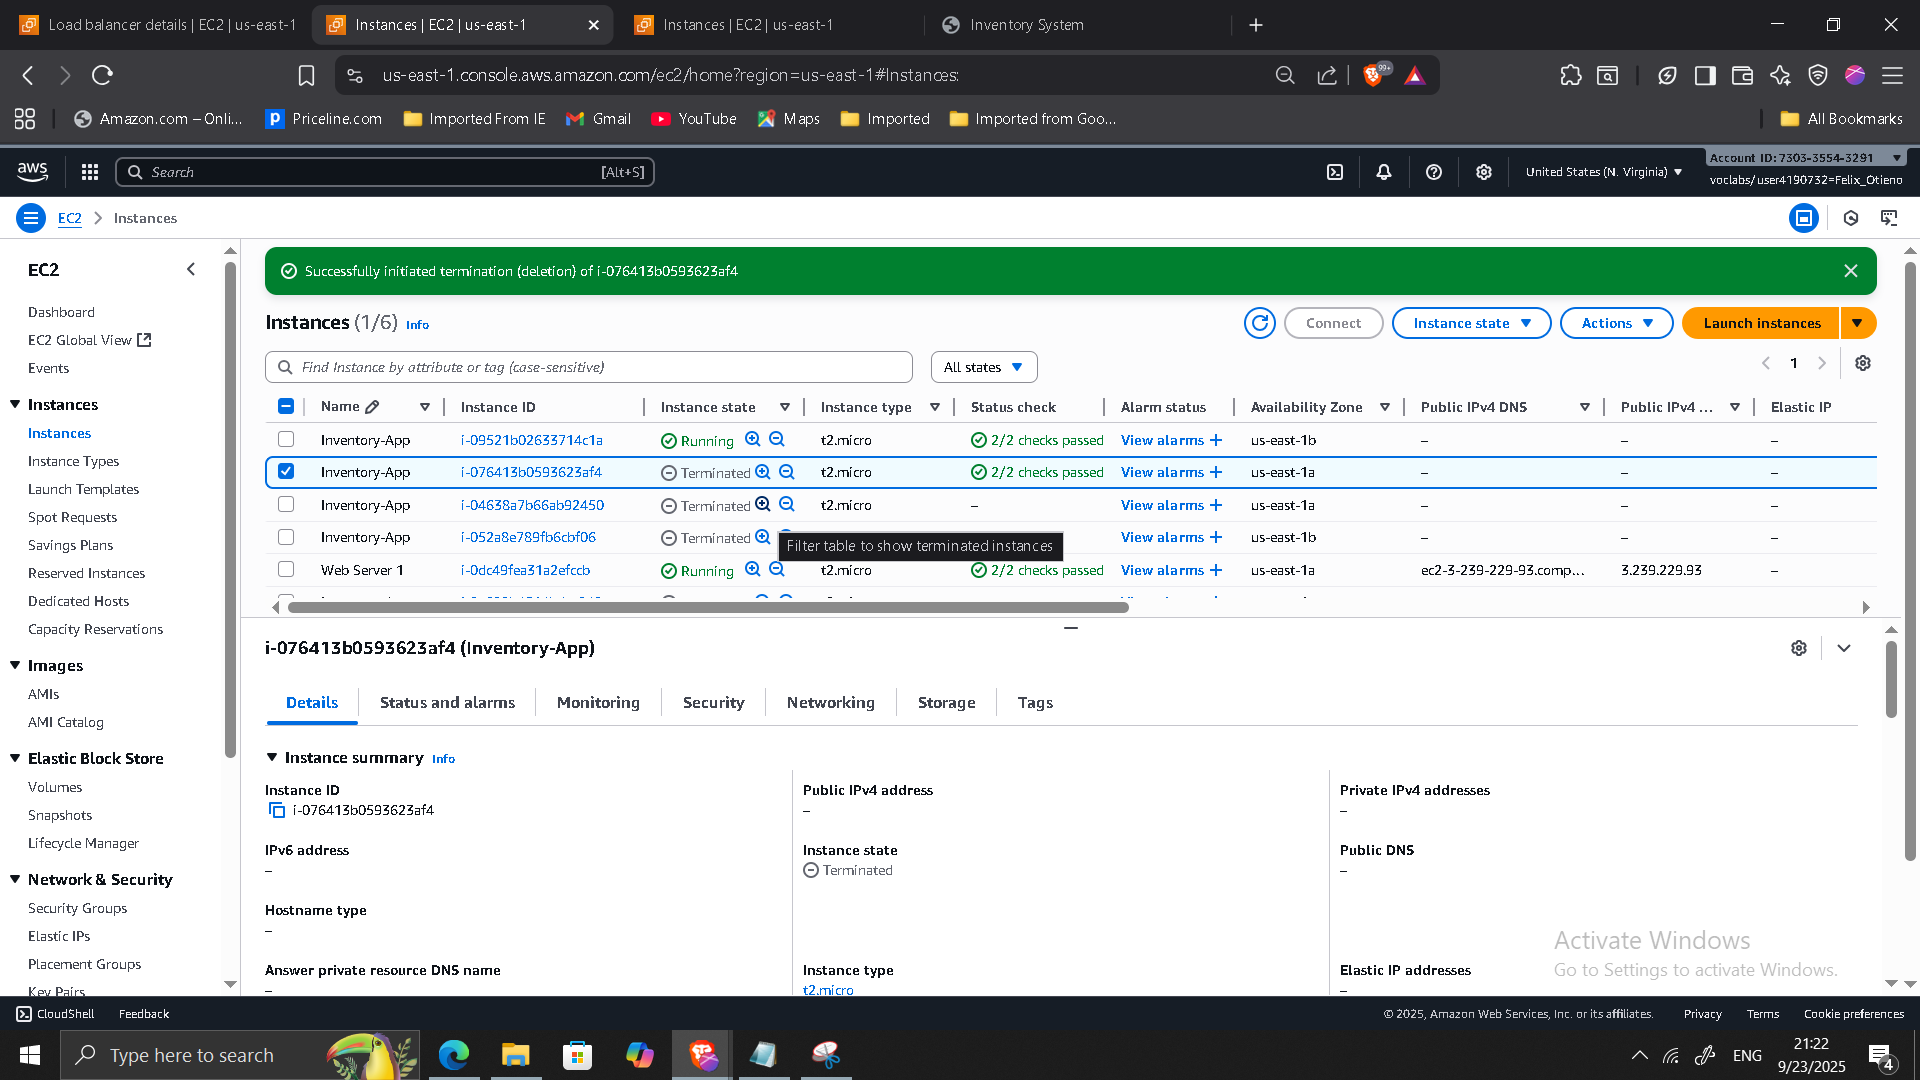 Load balancer details | EC2 | us-east-1
Instances | EC2 | us-east-1
Instances | EC2 | us-east-1
Inventory System
us-east-1.console.aws.amazon.com/ec2/home?region=us-east-1#Instances:
99+
Amazon.com – Onli...
Priceline.com
Imported From IE
Gmail
YouTube
Maps
Imported
Imported from Goo...
All Bookmarks
aws
Search
[Alt+S]
United States (N. Virginia)
Account ID: 7303-3554-3291
voclabs/user4190732=Felix_Otieno
EC2
Instances
EC2
Dashboard
EC2 Global View
Events
Instances
Instances
Instance Types
Launch Templates
Spot Requests
Savings Plans
Reserved Instances
Dedicated Hosts
Capacity Reservations
Images
AMIs
AMI Catalog
Elastic Block Store
Volumes
Snapshots
Lifecycle Manager
Network & Security
Security Groups
Elastic IPs
Placement Groups
Key Pairs
Successfully initiated termination (deletion) of i-076413b0593623af4
Instances (1/6) Info
Connect
Instance state
Actions
Launch instances
Find Instance by attribute or tag (case-sensitive)
All states
1
Name Instance ID Instance state Instance type Status check Alarm status Availability Zone Public IPv4 DNS Public IPv4 ... Elastic IP
Inventory-App i-09521b02633714c1a Running t2.micro 2/2 checks passed View alarms + us-east-1b – – –
Inventory-App i-076413b0593623af4 Terminated t2.micro 2/2 checks passed View alarms + us-east-1a – – –
Inventory-App i-04638a7b66ab92450 Terminated t2.micro – View alarms + us-east-1a – – –
Inventory-App i-052a8e789fb6cbf06 Terminated View alarms + us-east-1b – – –
Filter table to show terminated instances
Web Server 1 i-0dc49fea31a2efccb Running t2.micro 2/2 checks passed View alarms + us-east-1a ec2-3-239-229-93.comp... 3.239.229.93 –
i-076413b0593623af4 (Inventory-App)
Details
Status and alarms
Monitoring
Security
Networking
Storage
Tags
Instance summary Info
Instance ID
i-076413b0593623af4
Public IPv4 address
–
Private IPv4 addresses
–
IPv6 address
–
Instance state
Terminated
Public DNS
–
Hostname type
–
Answer private resource DNS name
–
Instance type
t2.micro
Elastic IP addresses
–
Activate Windows
Go to Settings to activate Windows.
CloudShell
Feedback
© 2025, Amazon Web Services, Inc. or its affiliates.
Privacy
Terms
Cookie preferences
Type here to search
ENG
21:22
9/23/2025
4